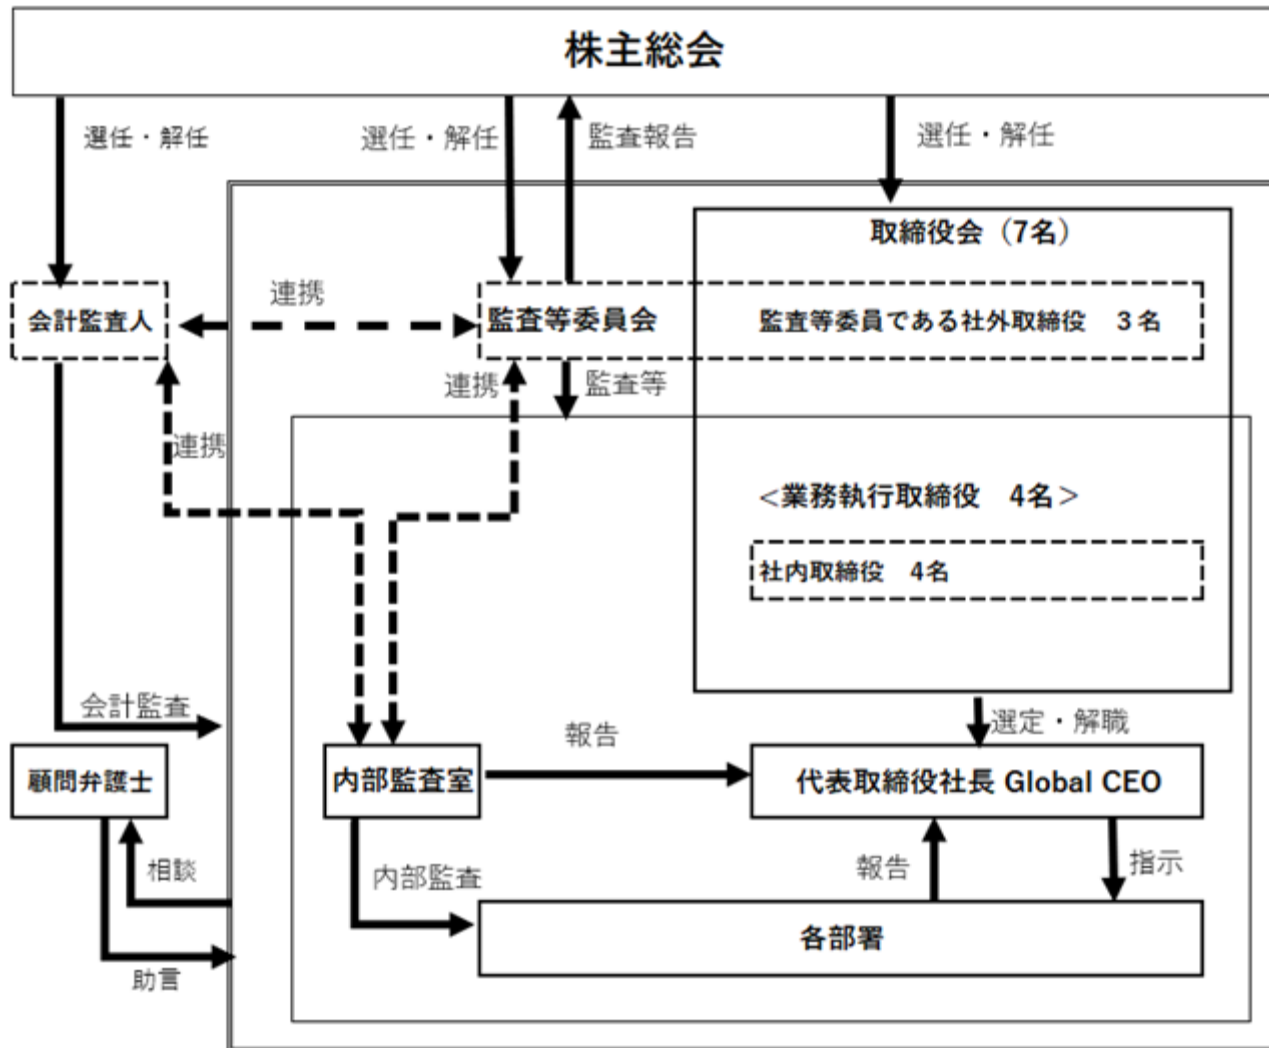 株主総会
選任・解任
選任・解任
監査報告
選任・解任
取締役会（7名）
会計監査人
連携
監査等委員会
監査等委員である社外取締役　3名
連携
監査等
連携
＜業務執行取締役　4名＞
社内取締役　4名
会計監査
報告
選定・解職
顧問弁護士
内部監査室
代表取締役社長 Global CEO
相談
内部監査
報告
指示
各部署
助言